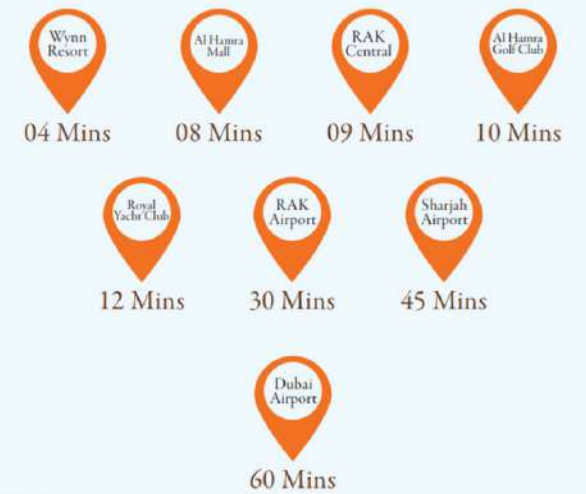 Wynn
Resort
04 Mins
Al Hamra
Mall
08 Mins
RAK
Central
09 Mins
Al Hamra
Golf Club
10 Mins
Royal
Yacht Club
12 Mins
RAK
Airport
30 Mins
Sharjah
Airport
45 Mins
Dubai
Airport
60 Mins